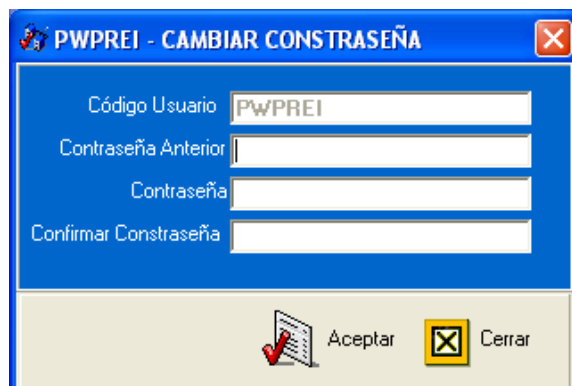 PWPREI - CAMBIAR CONSTRASEÑA
Código Usuario PWPREI
Contraseña Anterior
Contraseña
Confirmar Constraseña
Aceptar Cerrar